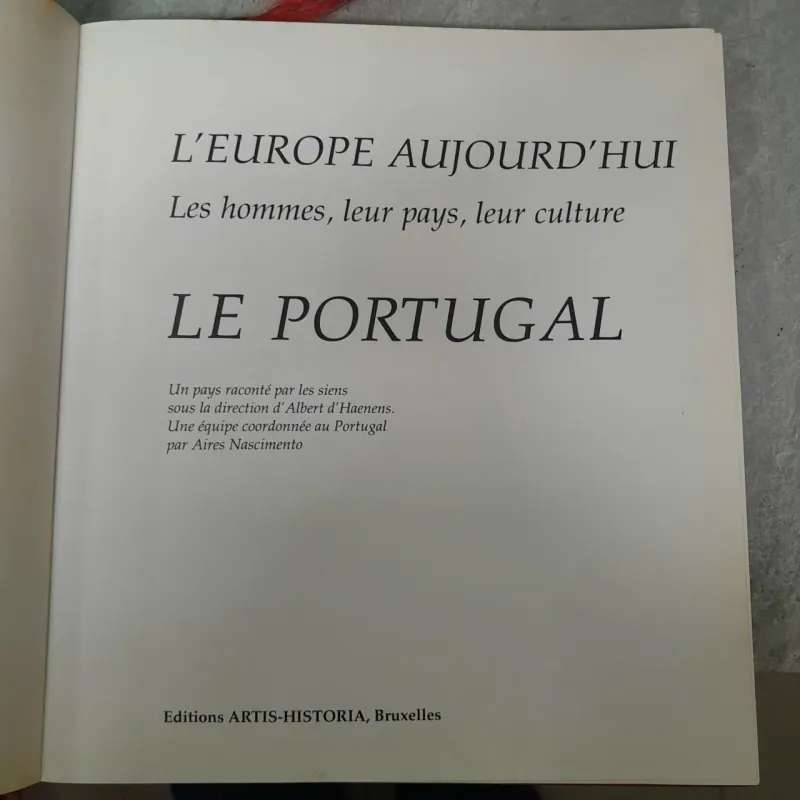 L'EUROPE AUJOURD'HUI
Les hommes, leur pays, leur culture
LE PORTUGAL
Un pays raconté par les siens
sous la direction d'Albert d'Haenens.
Une équipe coordonnée au Portugal
par Aires Nascimento
Editions ARTIS-HISTORIA, Bruxelles